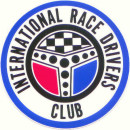 INTERNATIONAL RACE DRIVERS
CLUB